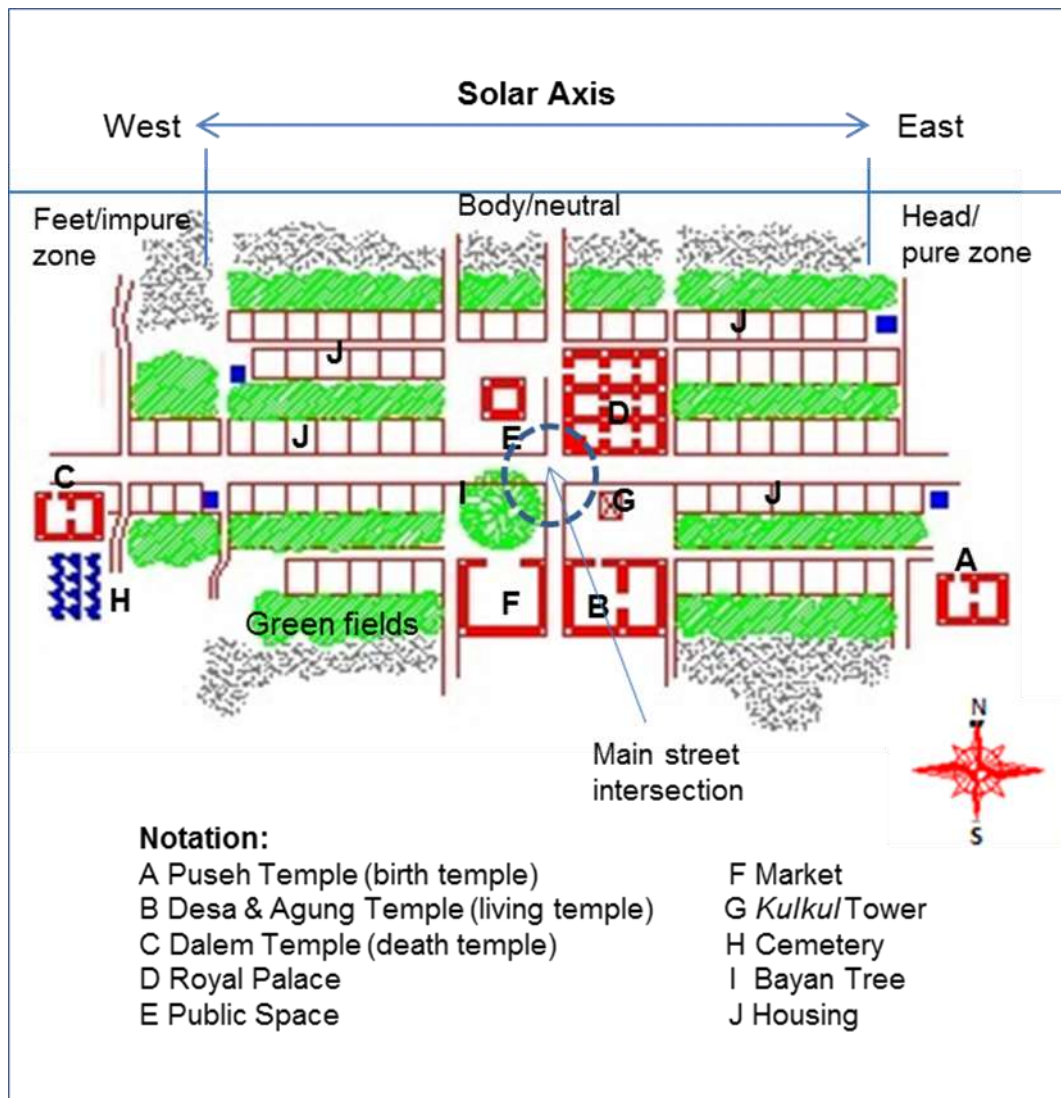 Solar Axis
West
East
Feet/impure
zone
Body/neutral
Head/
pure zone
J
J
D
J
E
C
I
G
J
A
H
F
B
Green fields
Main street
intersection
N
S
Notation:
A Puseh Temple (birth temple)
B Desa & Agung Temple (living temple)
C Dalem Temple (death temple)
D Royal Palace
E Public Space
F Market
G Kulkul Tower
H Cemetery
I Bayan Tree
J Housing